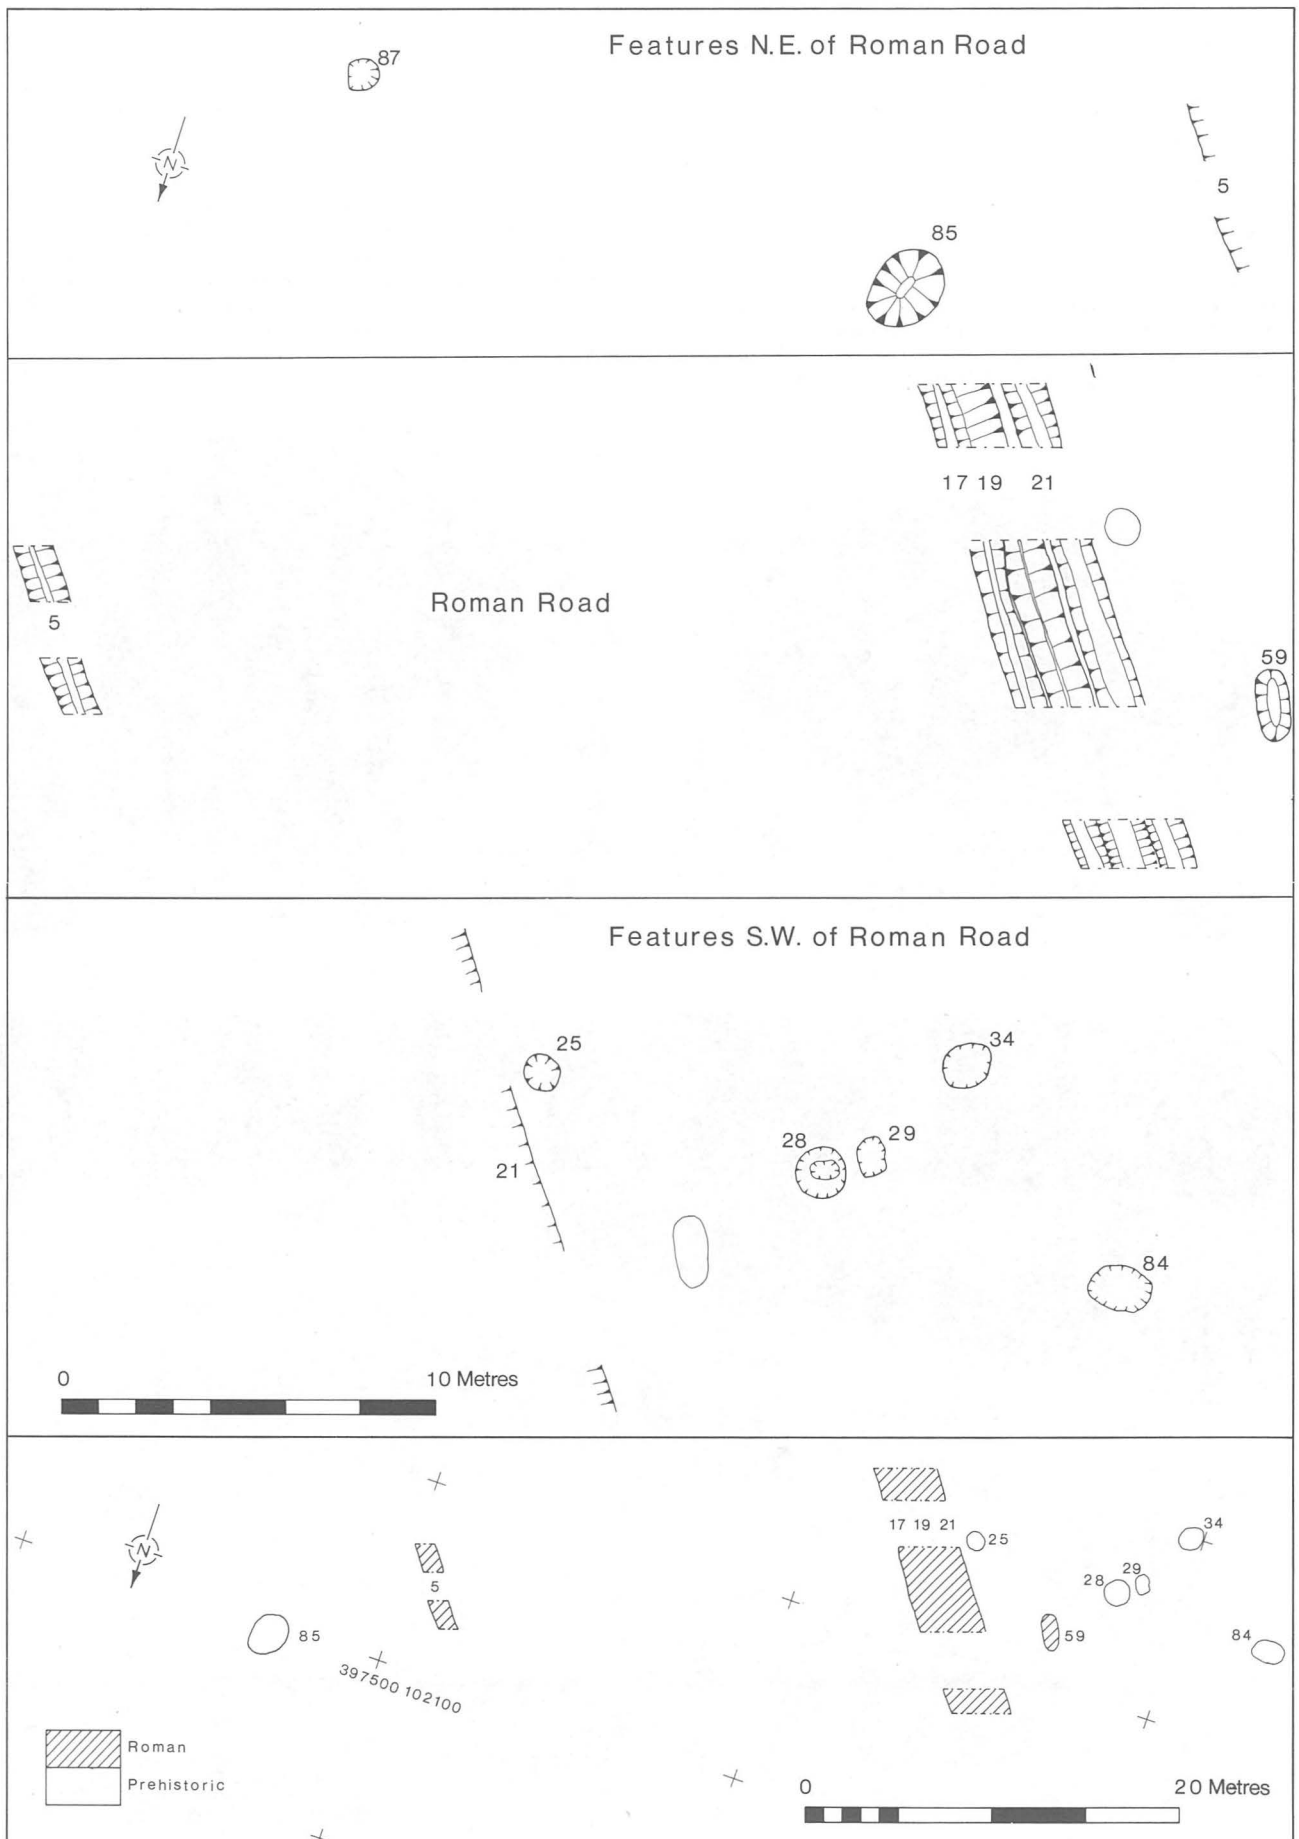 Features N.E. of Roman Road
87
N
5
85
17 19 21
Roman Road
5
59
Features S.W. of Roman Road
25
34
28
29
21
84
0 10 Metres
N
17 19 21
25
34
5
28
29
85
59
84
397500 102100
Roman
Prehistoric
0 20 Metres